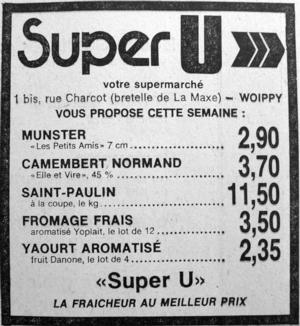 Super U
votre supermarché
1 bis, rue Charcot (bretelle de La Maxe) – WOIPPY
VOUS PROPOSE CETTE SEMAINE :
MUNSTER
«Les Petits Amis» 7 cm .................. 2,90
CAMEMBERT NORMAND
«Elle et Vire», 45 % .................. 3,70
SAINT-PAULIN
à la coupe, le kg .................. 11,50
FROMAGE FRAIS
aromatisé Yoplait, le lot de 12 .................. 3,50
YAOURT AROMATISÉ
fruit Danone, le lot de 4 .................. 2,35
«Super U»
LA FRAICHEUR AU MEILLEUR PRIX